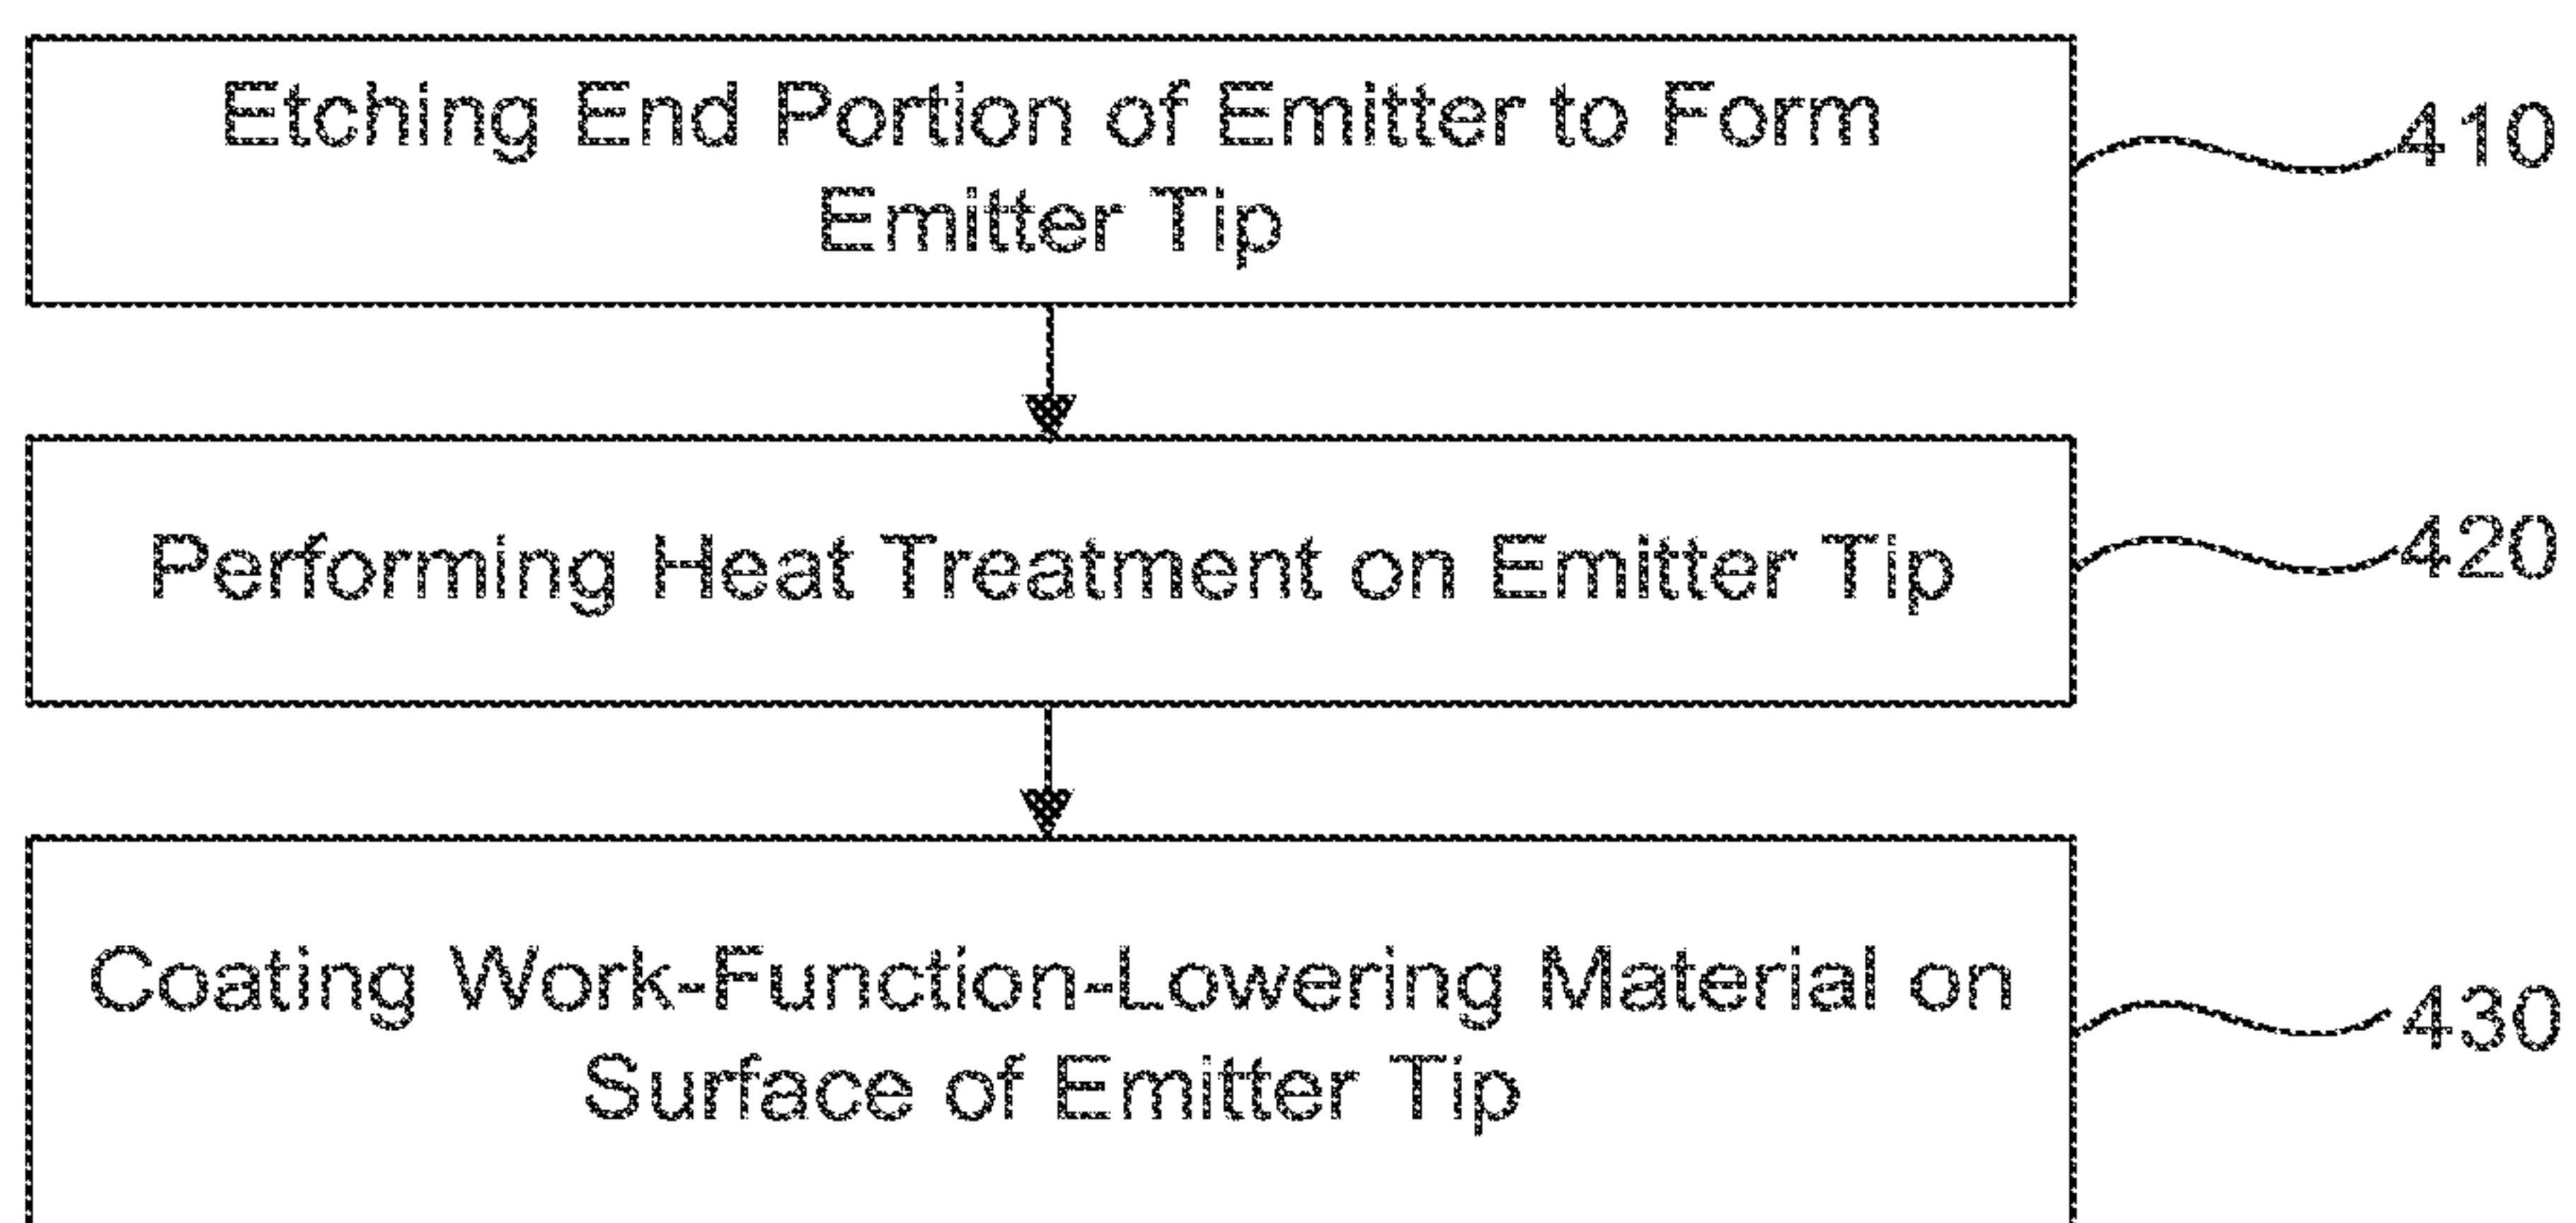 Etching End Portion of Emitter to Form
Emitter Tip
410
Performing Heat Treatment on Emitter Tip
420
Coating Work-Function-Lowering Material on
Surface of Emitter Tip
430